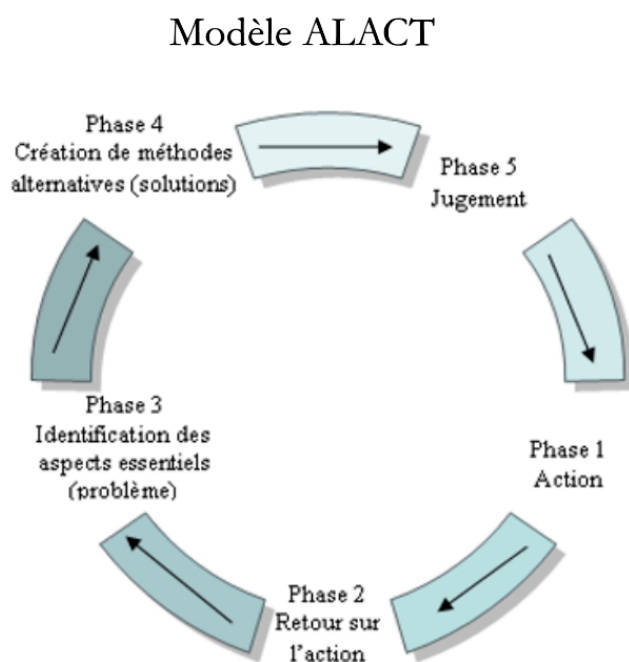 Modèle ALACT
Phase 4
Création de méthodes
alternatives (solutions)
Phase 5
Jugement
Phase 3
Identification des
aspects essentiels
(problème)
Phase 1
Action
Phase 2
Retour sur
l'action